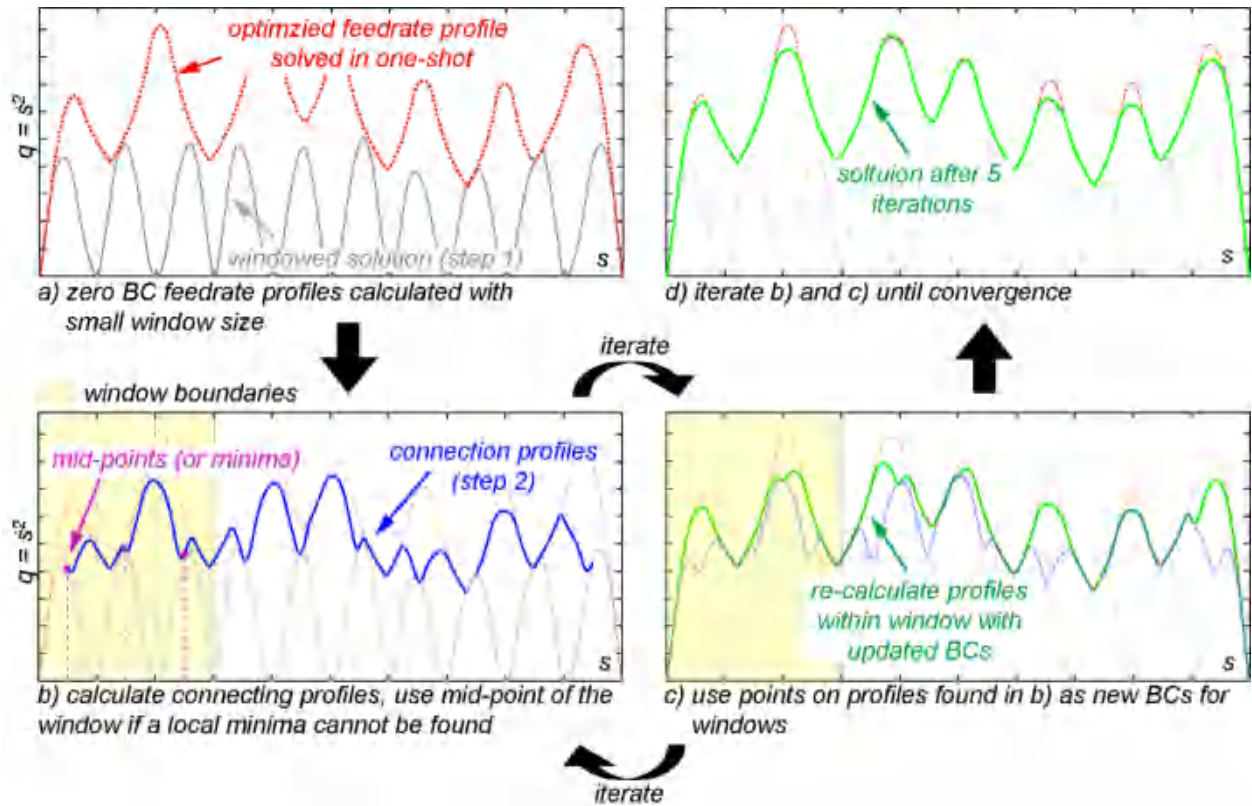 optimzied feedrate profile
solved in one-shot
q = s²
windowed solution (step 1)
s
a) zero BC feedrate profiles calculated with
small window size
soltuion after 5
iterations
s
d) iterate b) and c) until convergence
iterate
window boundaries
mid-points (or minima)
connection profiles
(step 2)
q = s²
s
b) calculate connecting profiles, use mid-point of the
window if a local minima cannot be found
re-calculate profiles
within window with
updated BCs
s
c) use points on profiles found in b) as new BCs for
windows
iterate